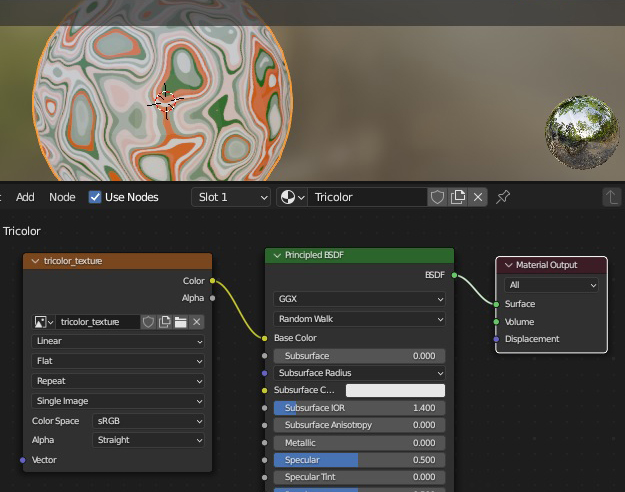 Add Node Use Nodes Slot 1 Tricolor
Tricolor
tricolor_texture
Color
Alpha
tricolor_texture
Linear
Flat
Repeat
Single Image
Color Space sRGB
Alpha Straight
Vector
Principled BSDF
BSDF
GGX
Random Walk
Base Color
Subsurface 0.000
Subsurface Radius
Subsurface C...
Subsurface IOR 1.400
Subsurface Anisotropy 0.000
Metallic 0.000
Specular 0.500
Specular Tint 0.000
Material Output
All
Surface
Volume
Displacement